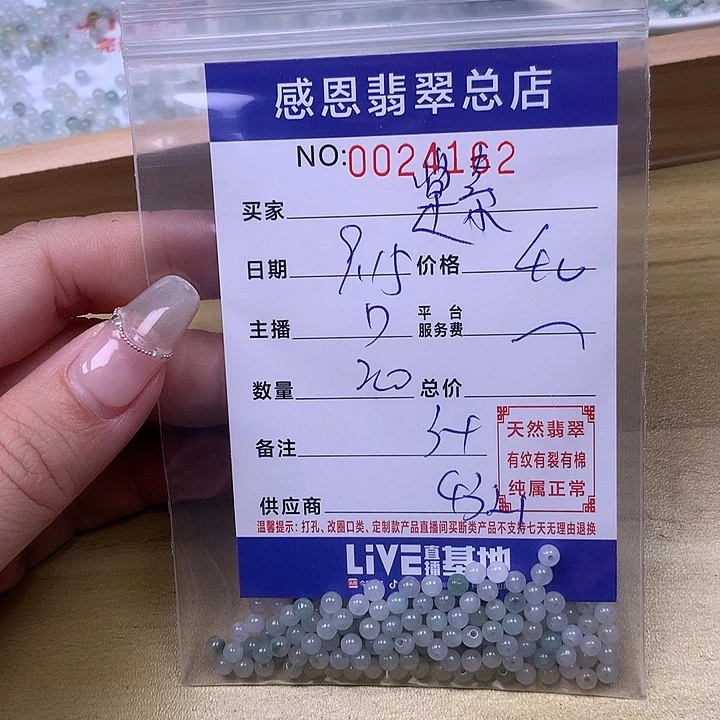 感恩翡翠总店
NO:0024162
买家
日期 9.15 价格
主播 平台服务费
数量 20 总价
备注
天然翡翠
有纹有裂有棉
纯属正常
供应商
温馨提示：打孔、改圈口类、定制款产品直播间买断类产品不支持七天无理由退换
LiVE直播基地